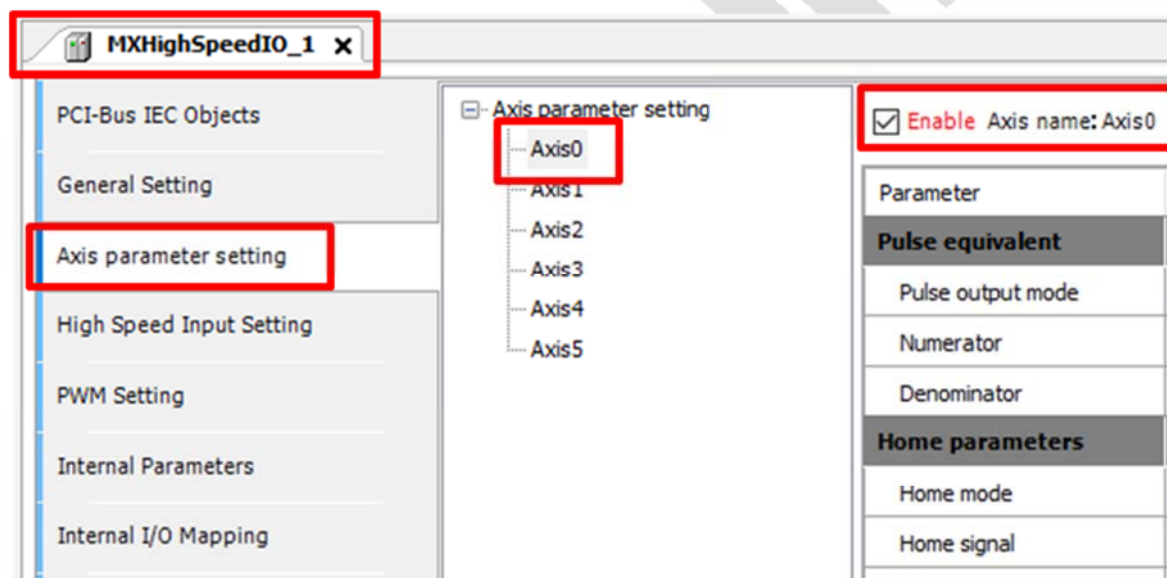 MXHighSpeedIO_1 x
PCI-Bus IEC Objects
General Setting
Axis parameter setting
High Speed Input Setting
PWM Setting
Internal Parameters
Internal I/O Mapping
Axis parameter setting
Axis0
Axis1
Axis2
Axis3
Axis4
Axis5
Enable Axis name: Axis0
Parameter
Pulse equivalent
Pulse output mode
Numerator
Denominator
Home parameters
Home mode
Home signal